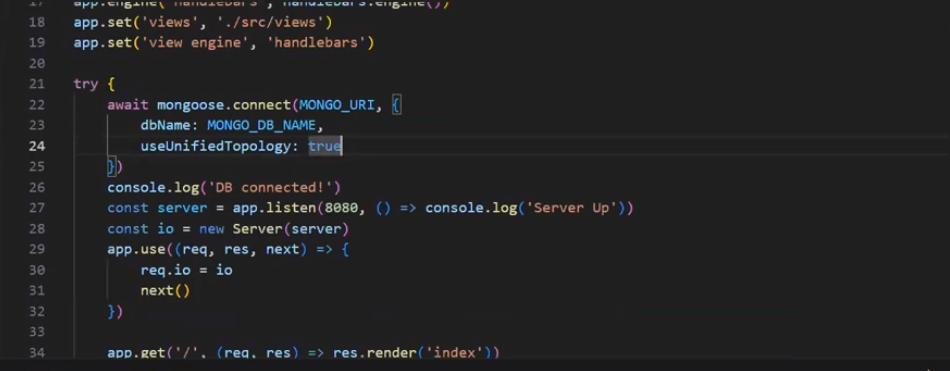 17 app.engine('handlebars', handlebars.engine())
18 app.set('views', './src/views')
19 app.set('view engine', 'handlebars')
20
21 try {
22 await mongoose.connect(MONGO_URI, {
23 dbName: MONGO_DB_NAME,
24 useUnifiedTopology: true
25 })
26 console.log('DB connected!')
27 const server = app.listen(8080, () => console.log('Server Up'))
28 const io = new Server(server)
29 app.use((req, res, next) => {
30 req.io = io
31 next()
32 })
33
34 app.get('/', (req, res) => res.render('index'))